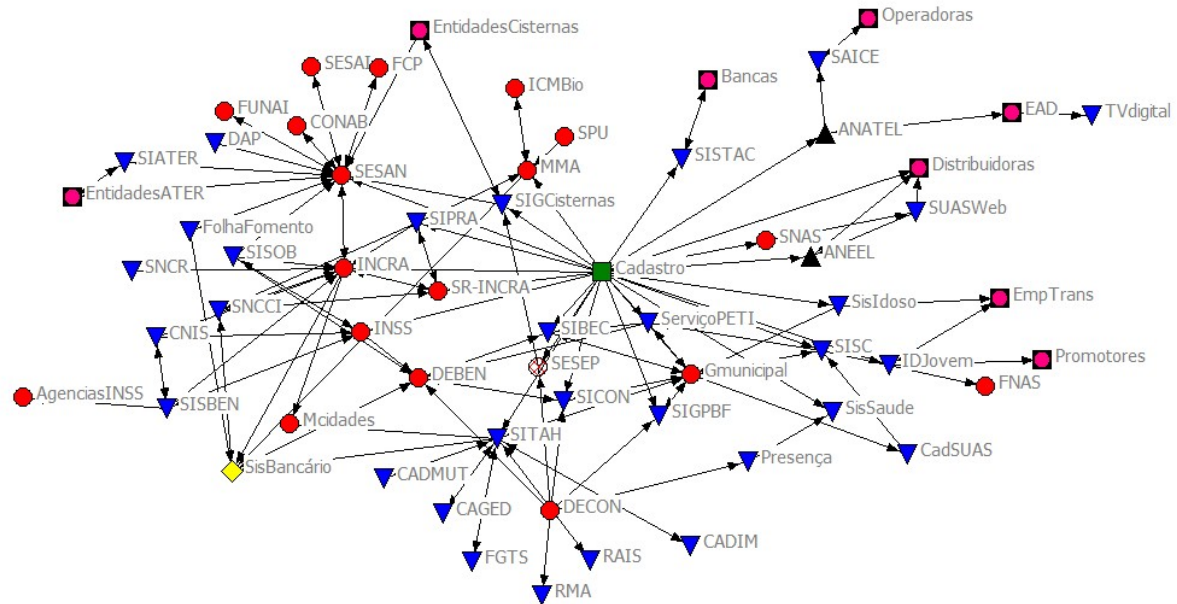 Operadoras
EntidadesCisternas
SAICE
SESAI
FCP
Bancas
ICMBio
FUNAI
CONAB
EAD
TVdigital
ANATEL
SPU
DAP
SIATER
SISTAC
MMA
Distribuidoras
SESAN
EntidadesATER
SIGCisternas
SUASWeb
SIPRA
FolhaFomento
SNAS
SISOB
ANEEL
SNCR
INCRA
Cadastro
SR-INCRA
SNCCI
SisIdoso
EmpTrans
CNIS
INSS
SIBEC
ServiçoPETI
SISC
IDJovem
Promotores
SESEP
DEBEN
Gmunicipal
FNAS
AgenciasINSS
SISBEN
SICON
SIGPBF
SisSaude
Mcidades
SITAH
CadSUAS
SisBancário
Presença
CADMUT
CAGED
DECON
CADIM
FGTS
RAIS
RMA